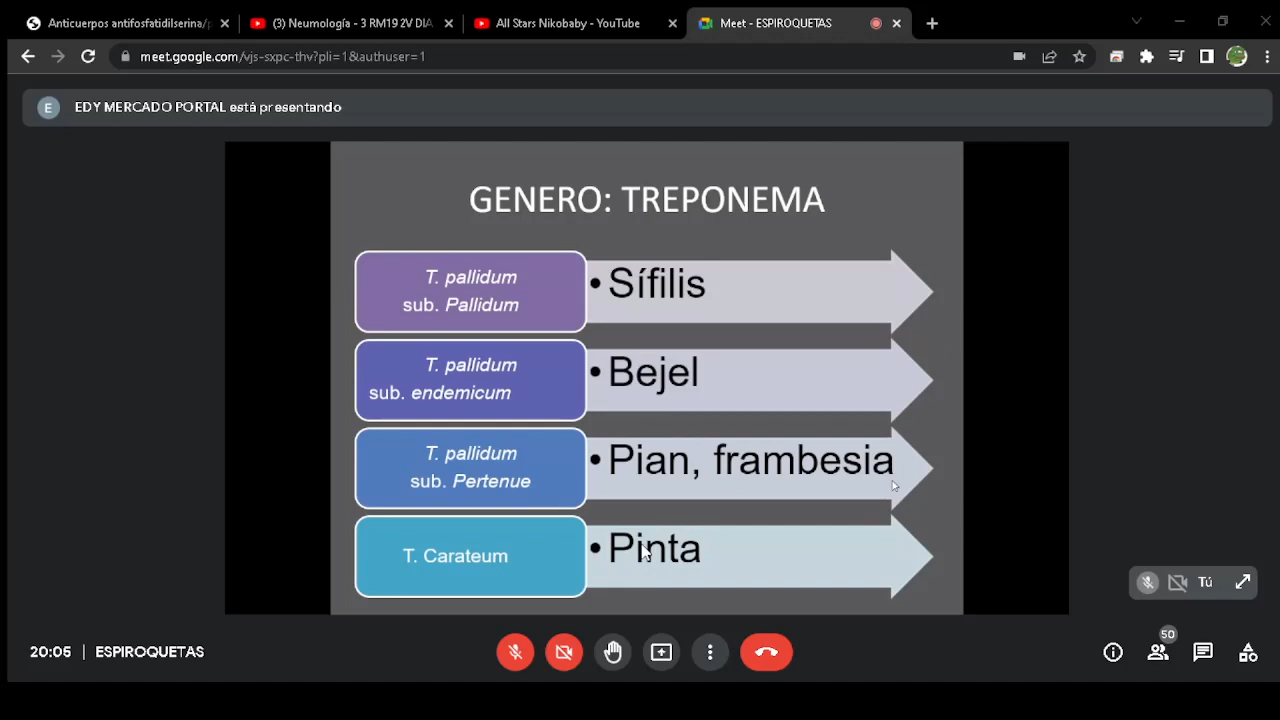 Anticuerpos antifosfatidilserina/p
(3) Neumología - 3 RM19 2V DIA
All Stars Nikobaby - YouTube
Meet - ESPIROQUETAS
meet.google.com/vjs-sxpc-thv?pli=1&authuser=1
E EDY MERCADO PORTAL está presentando
GENERO: TREPONEMA
T. pallidum
sub. Pallidum
• Sífilis
T. pallidum
sub. endemicum
• Bejel
T. pallidum
sub. Pertenue
• Pian, frambesia
T. Carateum
• Pinta
Tú
20:05 | ESPIROQUETAS
50